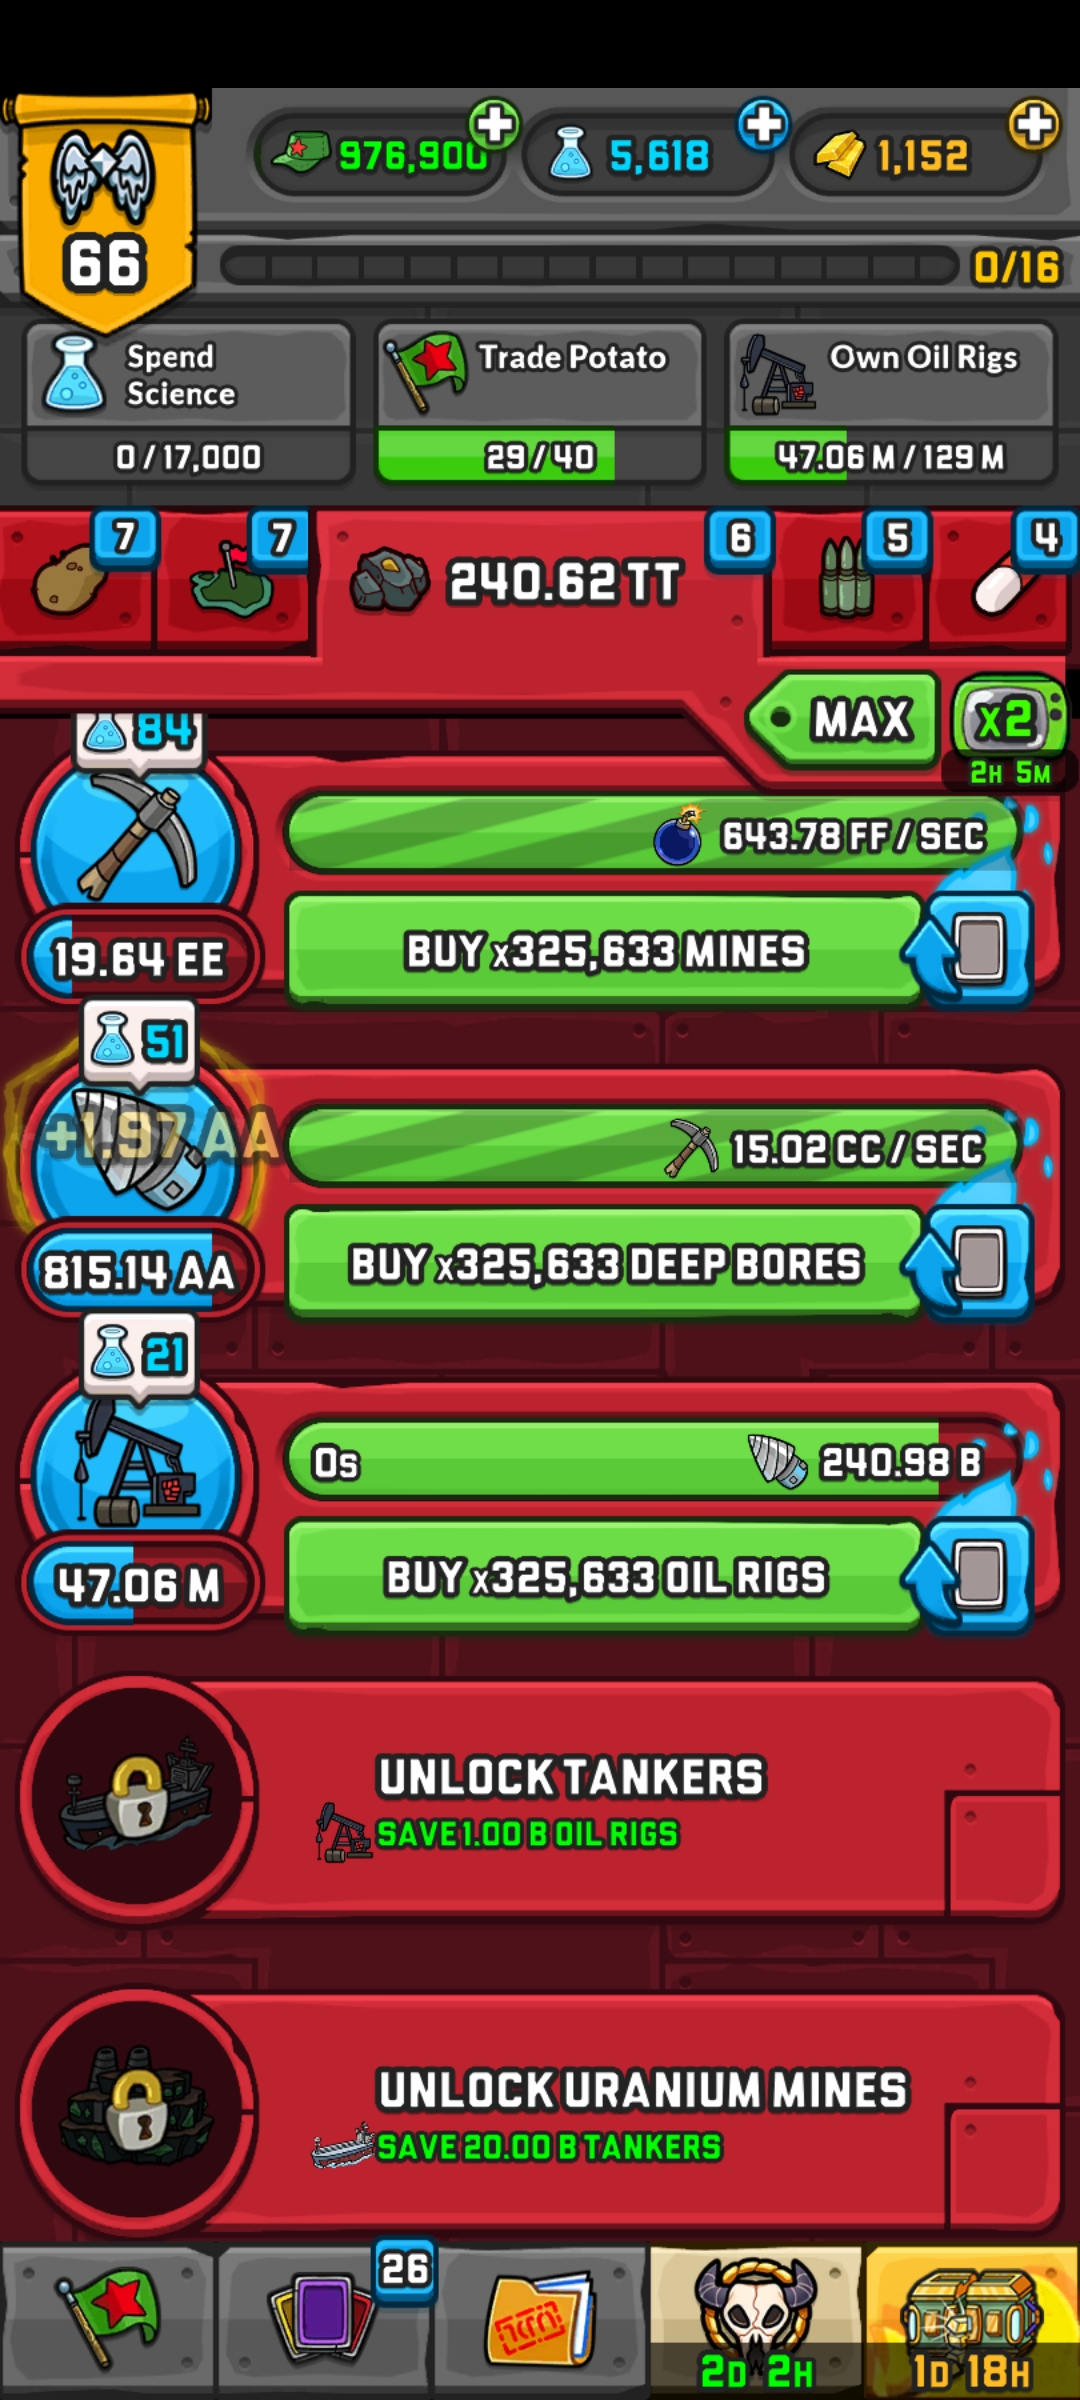 66
976,900
5,618
1,152
0/16
Spend
Science
0 / 17,000
Trade Potato
29 / 40
Own Oil Rigs
47.06 M / 129 M
7
7
240.62 TT
6
5
4
MAX
x2
2H 5M
84
643.78 FF / SEC
19.64 EE
BUY x325,633 MINES
51
+1.97 AA
15.02 CC / SEC
815.14 AA
BUY x325,633 DEEP BORES
21
0s
240.98 B
47.06 M
BUY x325,633 OIL RIGS
UNLOCK TANKERS
SAVE 1.00 B OIL RIGS
UNLOCK URANIUM MINES
SAVE 20.00 B TANKERS
26
2D 2H
1D 18H